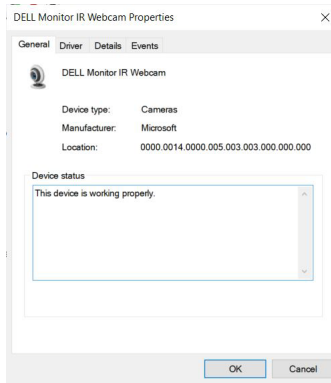 DELL Monitor IR Webcam Properties
General Driver Details Events
DELL Monitor IR Webcam
Device type: Cameras
Manufacturer: Microsoft
Location: 0000.0014.0000.005.003.003.000.000.000
Device status
This device is working properly.
OK Cancel